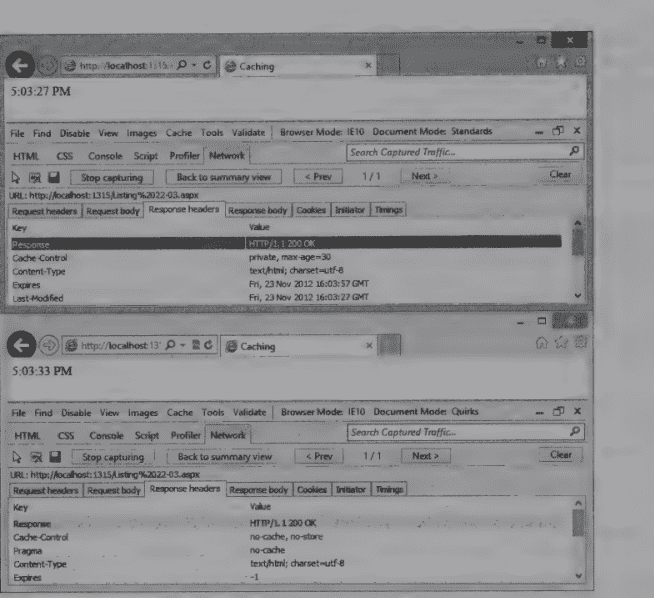 http://localhost:1315
Caching
5:03:27 PM
File Find Disable View Images Cache Tools Validate Browser Mode: IE10 Document Mode: Standards
HTML CSS Console Script Profiler Network Search Captured Traffic...
Stop capturing Back to summary view < Prev 1 / 1 Next > Clear
URL: http://localhost:1315/Listing%2022-03.aspx
Request headers Request body Response headers Response body Cookies Initiator Timings
Key Value
Response HTTP/1.1 200 OK
Cache-Control private, max-age=30
Content-Type text/html; charset=utf-8
Expires Fri, 23 Nov 2012 16:03:57 GMT
Last-Modified Fri, 23 Nov 2012 16:03:27 GMT
http://localhost:13
Caching
5:03:33 PM
File Find Disable View Images Cache Tools Validate Browser Mode: IE10 Document Mode: Quirks
HTML CSS Console Script Profiler Network Search Captured Traffic...
Stop capturing Back to summary view < Prev 1 / 1 Next > Clear
URL: http://localhost:1315/Listing%2022-03.aspx
Request headers Request body Response headers Response body Cookies Initiator Timings
Key Value
Response HTTP/1.1 200 OK
Cache-Control no-cache, no-store
Pragma no-cache
Content-Type text/html; charset=utf-8
Expires -1